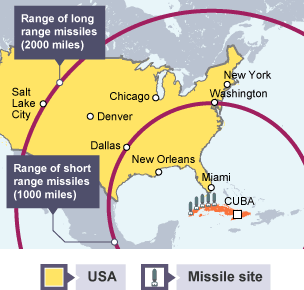 Range of long
range missiles
(2000 miles)
New York
Chicago
Washington
Salt
Lake
City
Denver
Dallas
New Orleans
Range of short
range missiles
(1000 miles)
Miami
CUBA
USA
Missile site